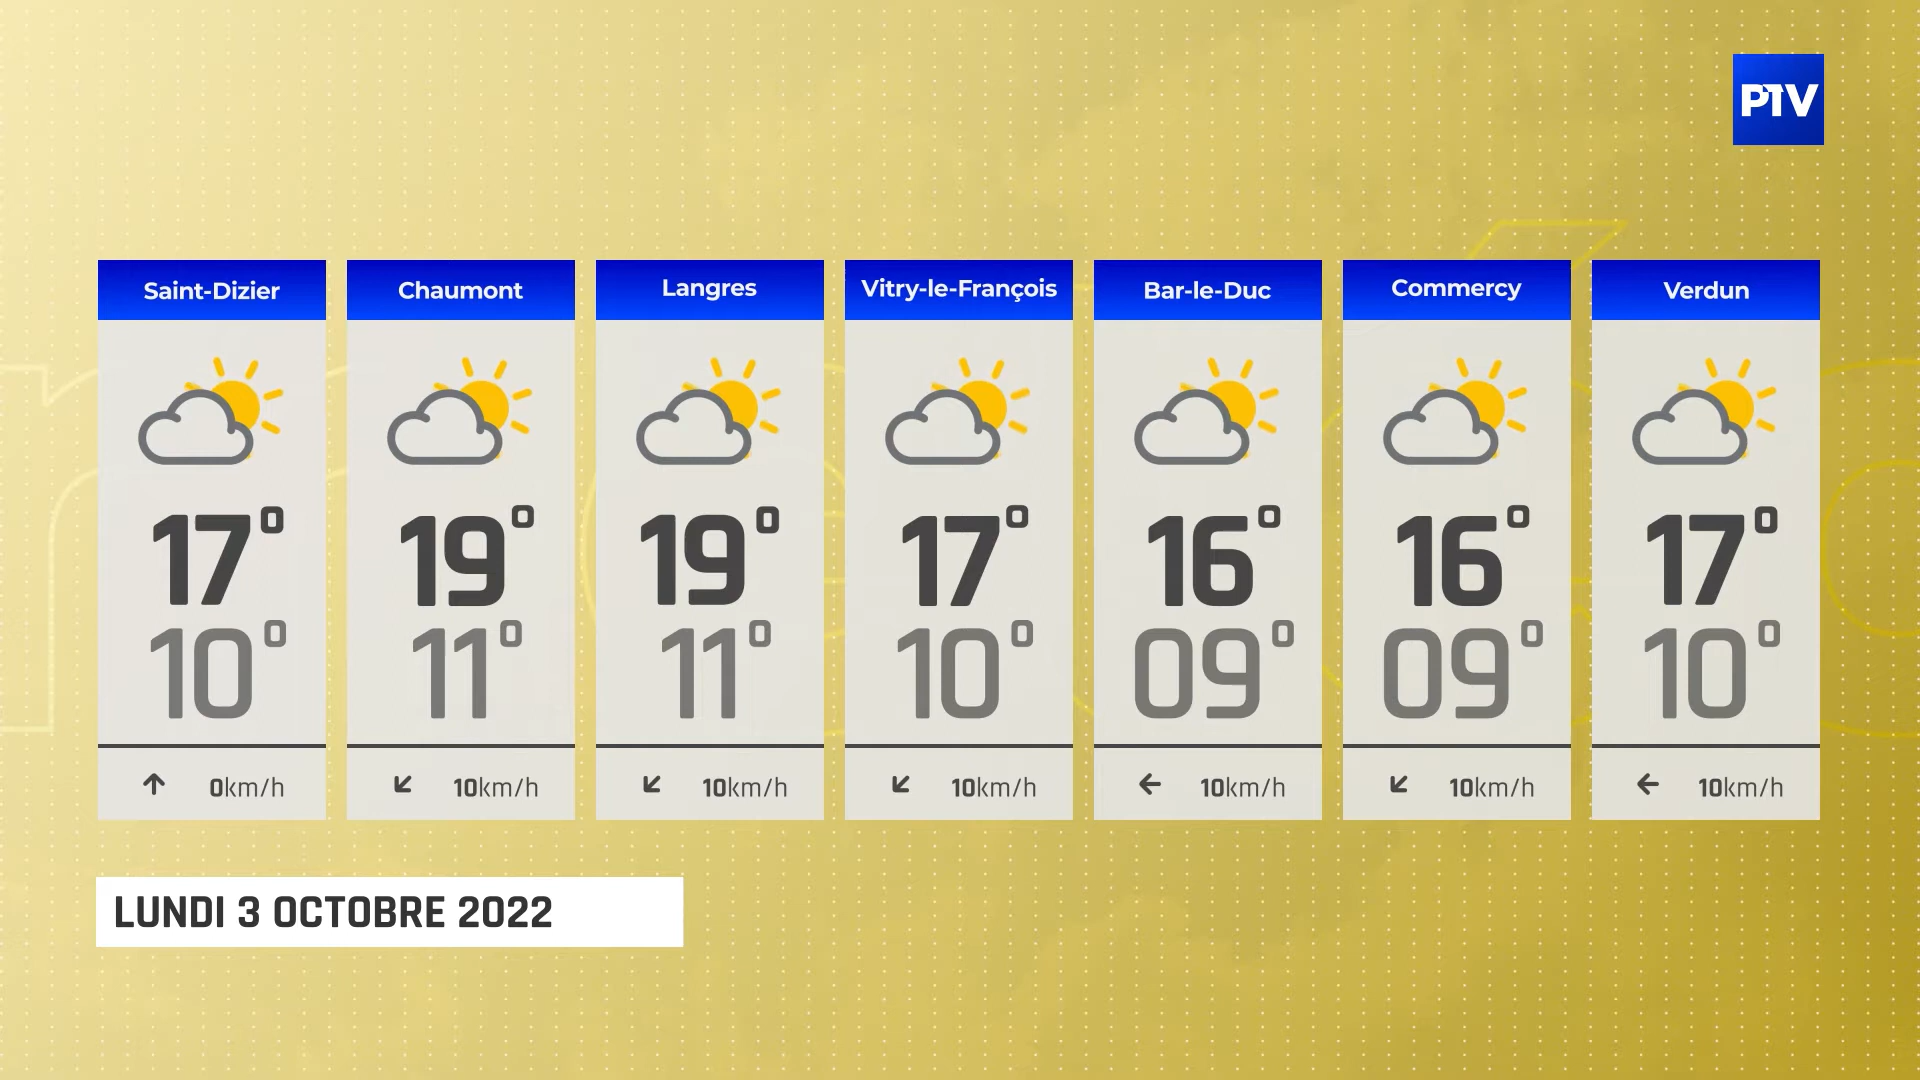 PTV
Saint-Dizier
17°
10°
0km/h
Chaumont
19°
11°
10km/h
Langres
19°
11°
10km/h
Vitry-le-François
17°
10°
10km/h
Bar-le-Duc
16°
09°
10km/h
Commercy
16°
09°
10km/h
Verdun
17°
10°
10km/h
LUNDI 3 OCTOBRE 2022